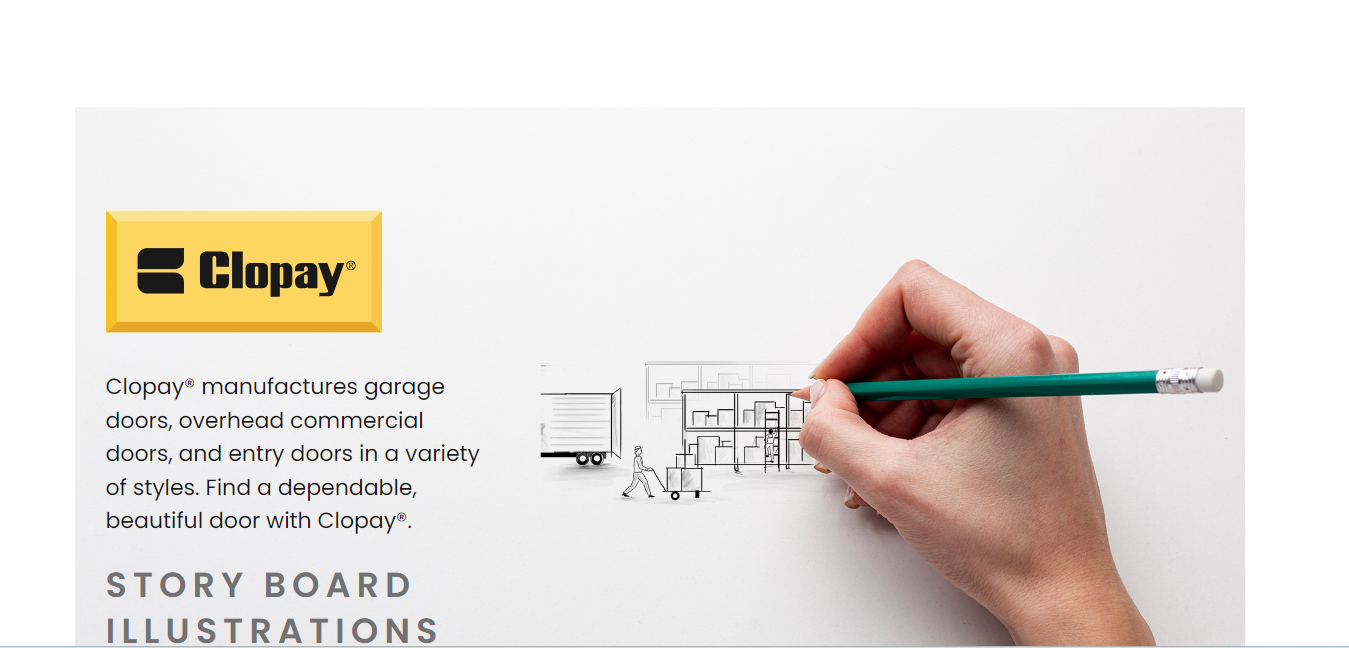 Clopay®
Clopay® manufactures garage
doors, overhead commercial
doors, and entry doors in a variety
of styles. Find a dependable,
beautiful door with Clopay®.
STORY BOARD
ILLUSTRATIONS